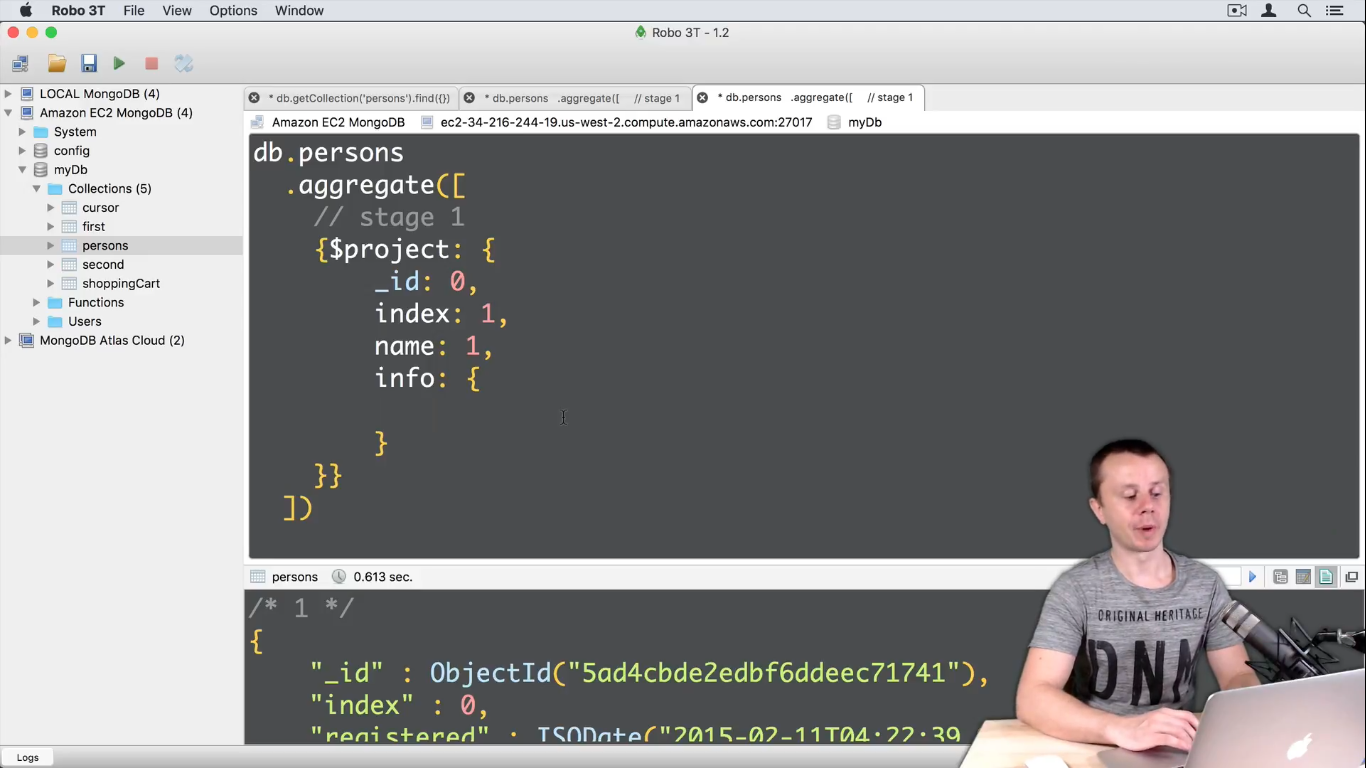 Robo 3T File View Options Window
Robo 3T - 1.2
LOCAL MongoDB (4)
Amazon EC2 MongoDB (4)
System
config
myDb
Collections (5)
cursor
first
persons
second
shoppingCart
Functions
Users
MongoDB Atlas Cloud (2)
* db.getCollection('persons').find({})
* db.persons .aggregate([ // stage 1
* db.persons .aggregate([ // stage 1
Amazon EC2 MongoDB ec2-34-216-244-19.us-west-2.compute.amazonaws.com:27017 myDb
db.persons
.aggregate([
// stage 1
{$project: {
_id: 0,
index: 1,
name: 1,
info: {
}
}}
])
persons 0.613 sec.
/* 1 */
{
"_id" : ObjectId("5ad4cbde2edbf6ddeec71741"),
"index" : 0,
"registered" : ISODate("2015-02-11T04:22:39
ORIGINAL HERITAGE
DNM
Logs